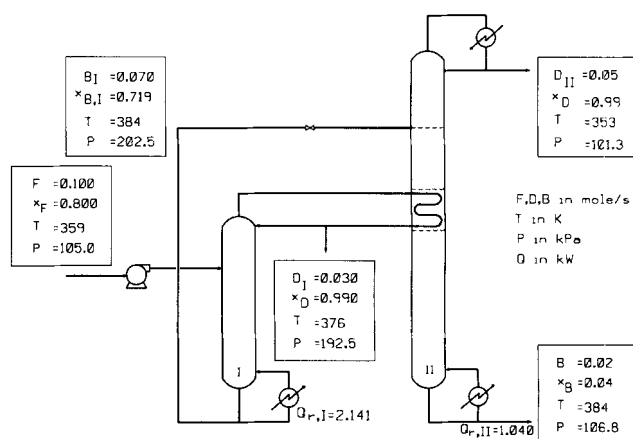 B_I =0.070
x_B,I =0.719
T =384
P =202.5
D_II =0.05
x_D =0.99
T =353
P =101.3
F =0.100
x_F =0.800
T =359
P =105.0
F,D,B in mole/s
T in K
P in kPa
Q in kW
D_I =0.030
x_D =0.990
T =376
P =192.5
I
II
Q_r,I=2.141
Q_r,II=1.040
B =0.02
x_B =0.04
T =384
P =106.8